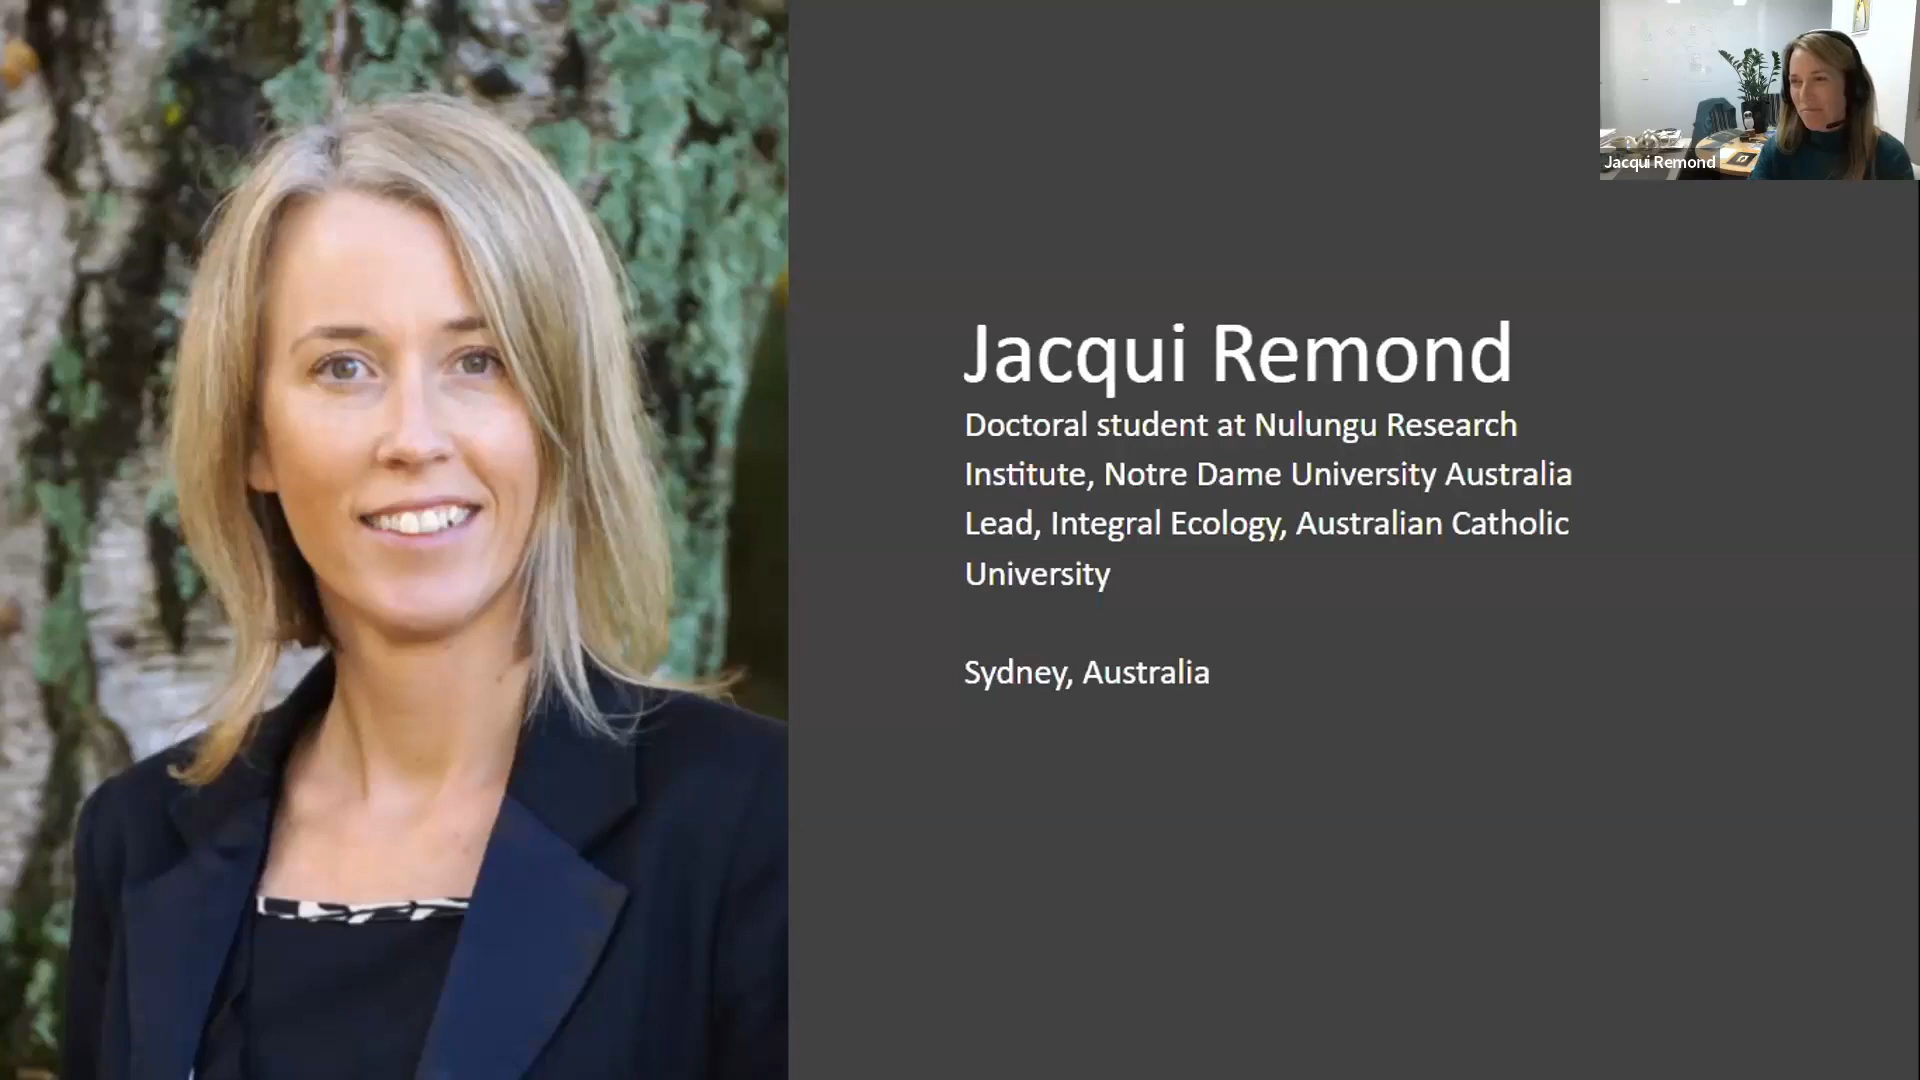 Jacqui Remond
Jacqui Remond
Doctoral student at Nulungu Research
Institute, Notre Dame University Australia
Lead, Integral Ecology, Australian Catholic
University
Sydney, Australia